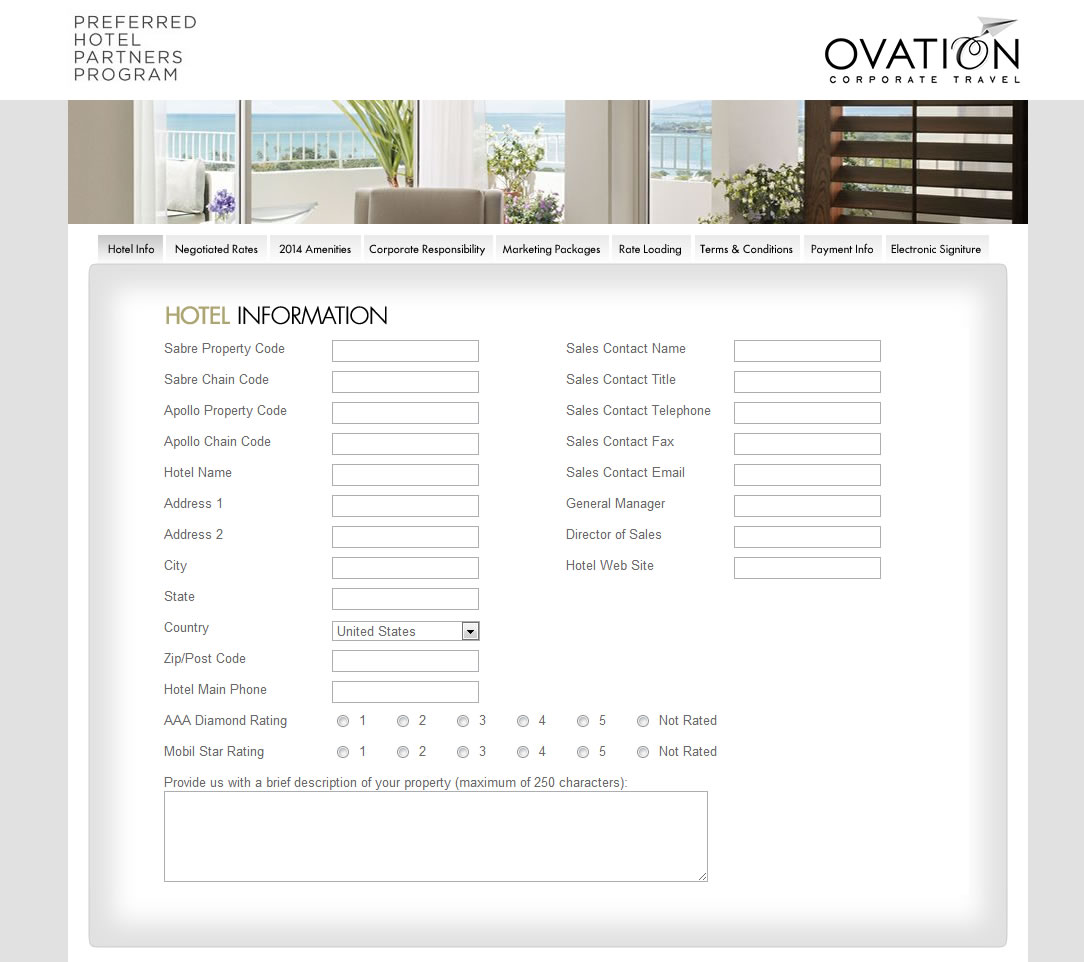 PREFERRED
HOTEL
PARTNERS
PROGRAM
OVATION
CORPORATE TRAVEL
Hotel Info Negotiated Rates 2014 Amenities Corporate Responsibility Marketing Packages Rate Loading Terms & Conditions Payment Info Electronic Signiture
HOTEL INFORMATION
Sabre Property Code
Sabre Chain Code
Apollo Property Code
Apollo Chain Code
Hotel Name
Address 1
Address 2
City
State
Country United States
Zip/Post Code
Hotel Main Phone
Sales Contact Name
Sales Contact Title
Sales Contact Telephone
Sales Contact Fax
Sales Contact Email
General Manager
Director of Sales
Hotel Web Site
AAA Diamond Rating 1 2 3 4 5 Not Rated
Mobil Star Rating 1 2 3 4 5 Not Rated
Provide us with a brief description of your property (maximum of 250 characters):